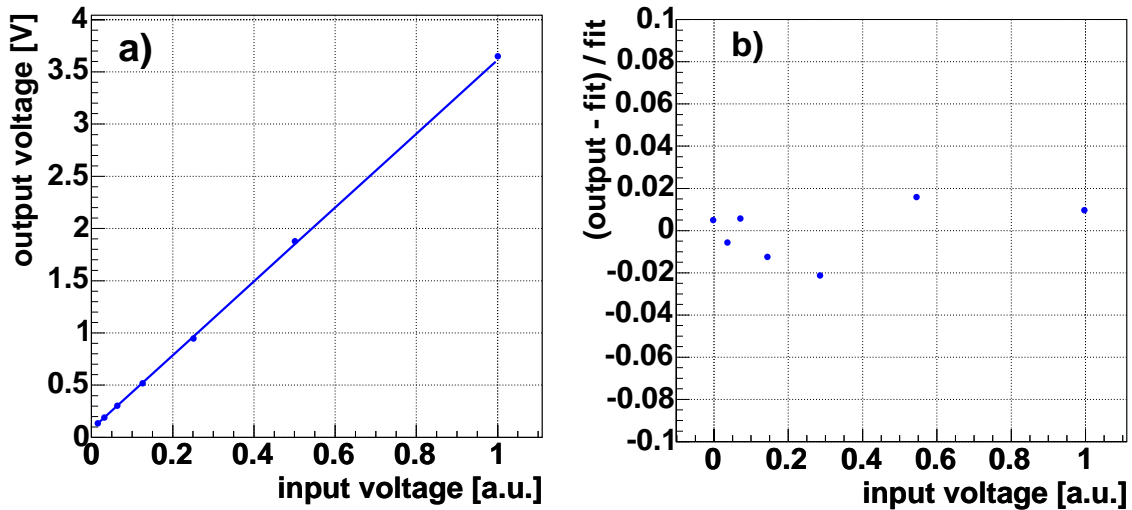 a)
output voltage [V]
4
3.5
3
2.5
2
1.5
1
0.5
0
0 0.2 0.4 0.6 0.8 1
input voltage [a.u.]
b)
(output - fit) / fit
0.1
0.08
0.06
0.04
0.02
0
-0.02
-0.04
-0.06
-0.08
-0.1
0 0.2 0.4 0.6 0.8 1
input voltage [a.u.]